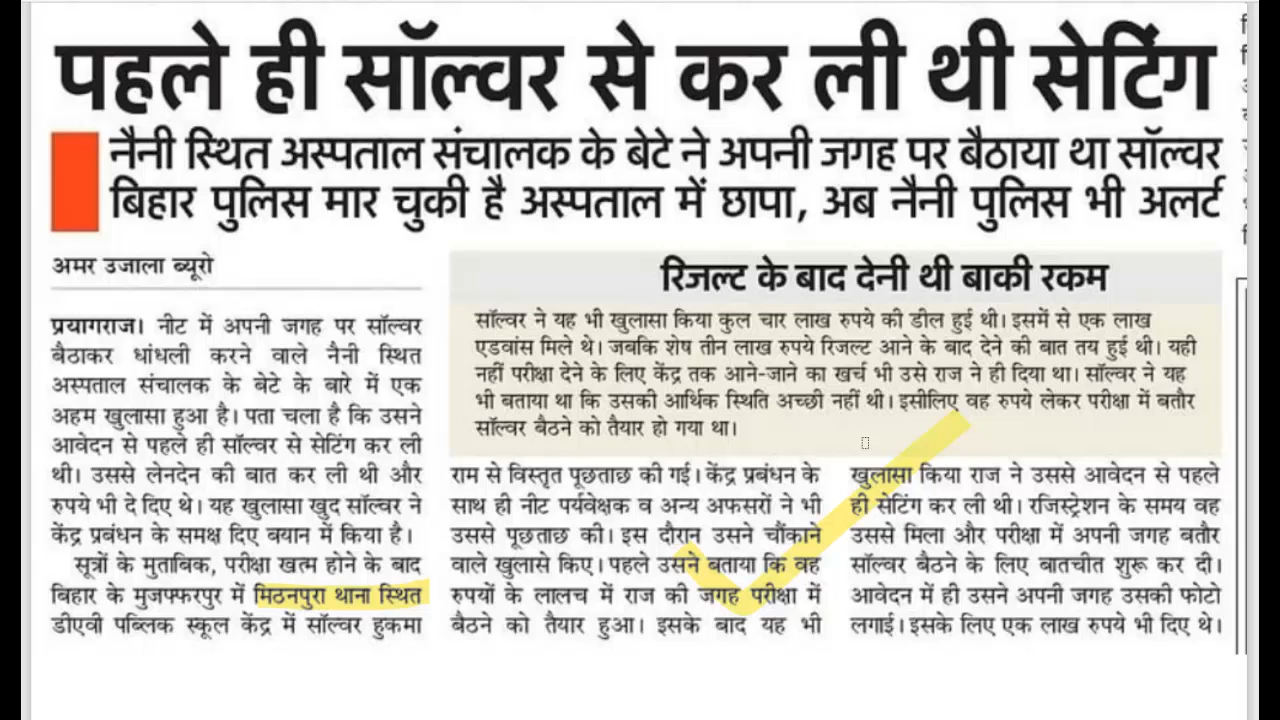 पहले ही सॉल्वर से कर ली थी सेटिंग
नैनी स्थित अस्पताल संचालक के बेटे ने अपनी जगह पर बैठाया था सॉल्वर
बिहार पुलिस मार चुकी है अस्पताल में छापा, अब नैनी पुलिस भी अलर्ट
अमर उजाला ब्यूरो
प्रयागराज। नीट में अपनी जगह पर सॉल्वर
बैठाकर धांधली करने वाले नैनी स्थित
अस्पताल संचालक के बेटे के बारे में एक
अहम खुलासा हुआ है। पता चला है कि उसने
आवेदन से पहले ही सॉल्वर से सेटिंग कर ली
थी। उससे लेनदेन की बात कर ली थी और
रुपये भी दे दिए थे। यह खुलासा खुद सॉल्वर ने
केंद्र प्रबंधन के समक्ष दिए बयान में किया है।
सूत्रों के मुताबिक, परीक्षा खत्म होने के बाद
बिहार के मुजफ्फरपुर में मिठनपुरा थाना स्थित
डीएवी पब्लिक स्कूल केंद्र में सॉल्वर हुकमा
रिजल्ट के बाद देनी थी बाकी रकम
सॉल्वर ने यह भी खुलासा किया कुल चार लाख रुपये की डील हुई थी। इसमें से एक लाख
एडवांस मिले थे। जबकि शेष तीन लाख रुपये रिजल्ट आने के बाद देने की बात तय हुई थी। यही
नहीं परीक्षा देने के लिए केंद्र तक आने-जाने का खर्च भी उसे राज ने ही दिया था। सॉल्वर ने यह
भी बताया था कि उसकी आर्थिक स्थिति अच्छी नहीं थी। इसीलिए वह रुपये लेकर परीक्षा में बतौर
सॉल्वर बैठने को तैयार हो गया था।
राम से विस्तृत पूछताछ की गई। केंद्र प्रबंधन के
साथ ही नीट पर्यवेक्षक व अन्य अफसरों ने भी
उससे पूछताछ की। इस दौरान उसने चौंकाने
वाले खुलासे किए। पहले उसने बताया कि वह
रुपयों के लालच में राज की जगह परीक्षा में
बैठने को तैयार हुआ। इसके बाद यह भी
खुलासा किया राज ने उससे आवेदन से पहले
ही सेटिंग कर ली थी। रजिस्ट्रेशन के समय वह
उससे मिला और परीक्षा में अपनी जगह बतौर
सॉल्वर बैठने के लिए बातचीत शुरू कर दी।
आवेदन में ही उसने अपनी जगह उसकी फोटो
लगाई। इसके लिए एक लाख रुपये भी दिए थे।